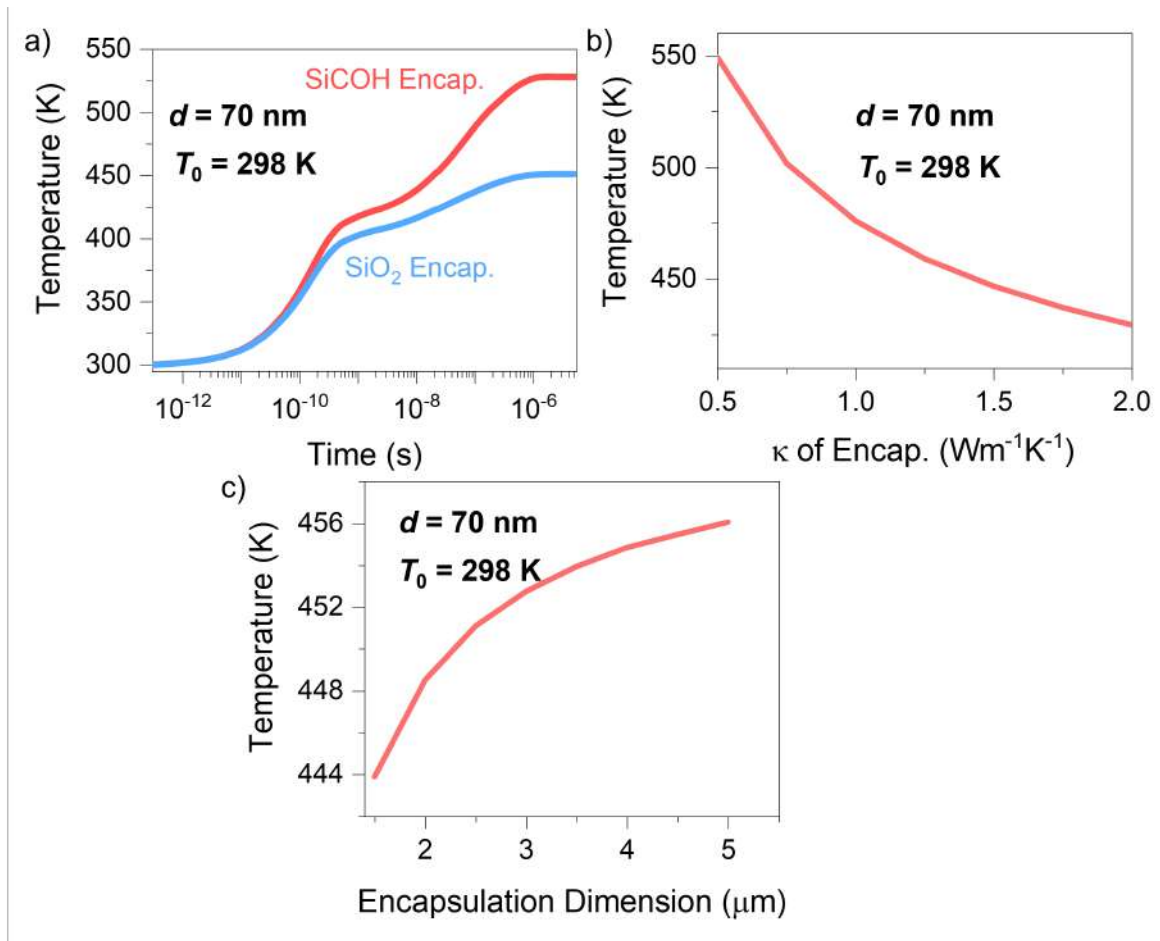 a)
550
500
450
400
350
300
Temperature (K)
SiCOH Encap.
d = 70 nm
T₀ = 298 K
SiO₂ Encap.
10⁻¹² 10⁻¹⁰ 10⁻⁸ 10⁻⁶
Time (s)
b)
550
500
450
Temperature (K)
d = 70 nm
T₀ = 298 K
0.5 1.0 1.5 2.0
κ of Encap. (Wm⁻¹K⁻¹)
c)
456
452
448
444
Temperature (K)
d = 70 nm
T₀ = 298 K
2 3 4 5
Encapsulation Dimension (μm)